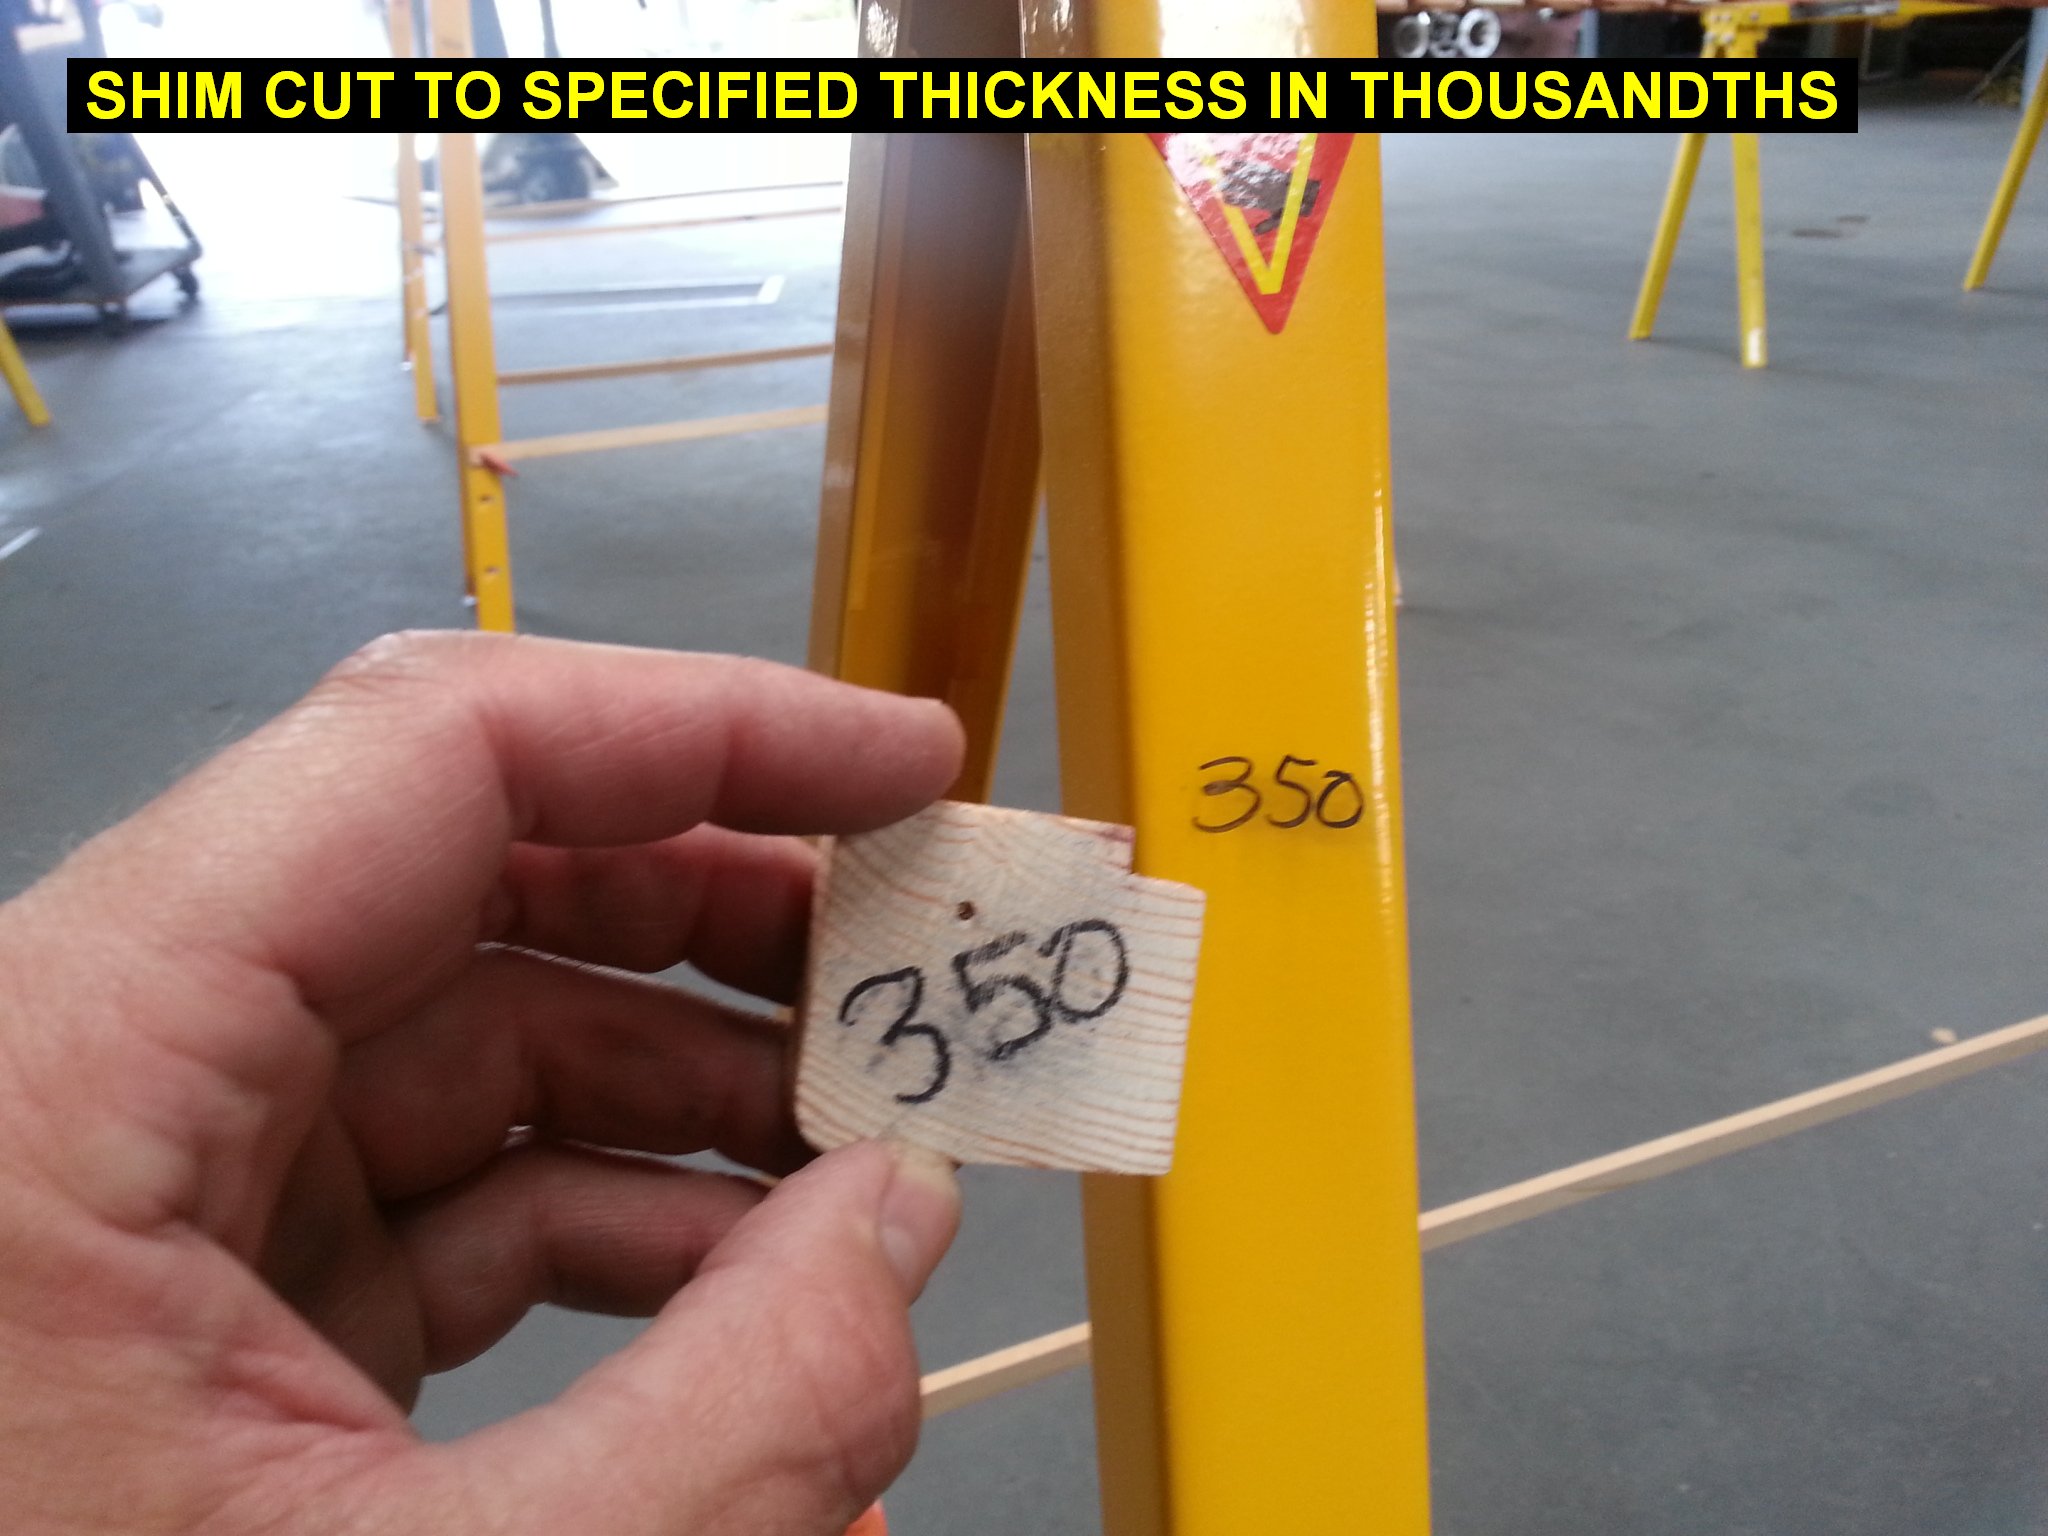 SHIM CUT TO SPECIFIED THICKNESS IN THOUSANDTHS
350
350